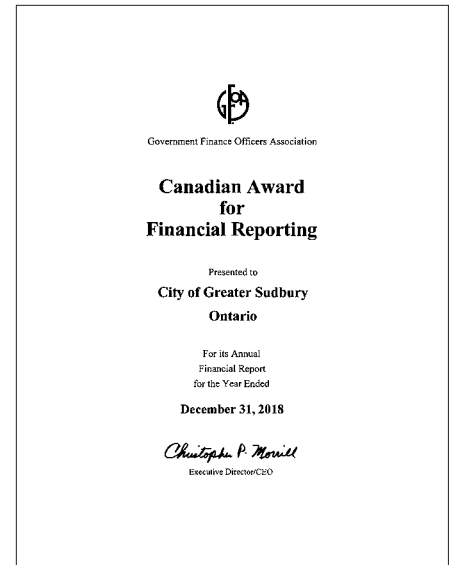 GFOA
Government Finance Officers Association
Canadian Award
for
Financial Reporting
Presented to
City of Greater Sudbury
Ontario
For its Annual
Financial Report
for the Year Ended
December 31, 2018
Christopher P. Morrill
Executive Director/CEO